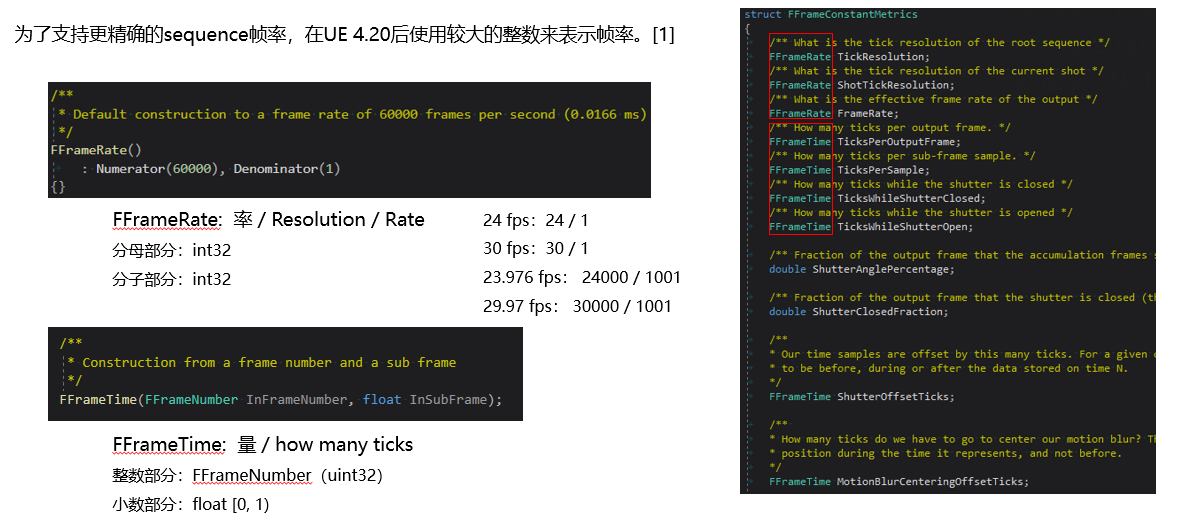 为了支持更精确的sequence帧率，在UE 4.20后使用较大的整数来表示帧率。[1]
/**
* Default construction to a frame rate of 60000 frames per second (0.0166 ms)
*/
FFrameRate()
: Numerator(60000), Denominator(1)
{}
FFrameRate: 率 / Resolution / Rate
分母部分：int32
分子部分：int32
24 fps：24 / 1
30 fps：30 / 1
23.976 fps： 24000 / 1001
29.97 fps： 30000 / 1001
/**
* Construction from a frame number and a sub frame
*/
FFrameTime(FFrameNumber InFrameNumber, float InSubFrame);
FFrameTime: 量 / how many ticks
整数部分：FFrameNumber（uint32）
小数部分：float [0, 1)
struct FFrameConstantMetrics
{
/** What is the tick resolution of the root sequence */
FFrameRate TickResolution;
/** What is the tick resolution of the current shot */
FFrameRate ShotTickResolution;
/** What is the effective frame rate of the output */
FFrameRate FrameRate;
/** How many ticks per output frame. */
FFrameTime TicksPerOutputFrame;
/** How many ticks per sub-frame sample. */
FFrameTime TicksPerSample;
/** How many ticks while the shutter is closed */
FFrameTime TicksWhileShutterClosed;
/** How many ticks while the shutter is opened */
FFrameTime TicksWhileShutterOpen;
/** Fraction of the output frame that the accumulation frames
double ShutterAnglePercentage;
/** Fraction of the output frame that the shutter is closed (th
double ShutterClosedFraction;
/**
* Our time samples are offset by this many ticks. For a given
* to be before, during or after the data stored on time N.
*/
FFrameTime ShutterOffsetTicks;
/**
* How many ticks do we have to go to center our motion blur? Th
* position during the time it represents, and not before.
*/
FFrameTime MotionBlurCenteringOffsetTicks;